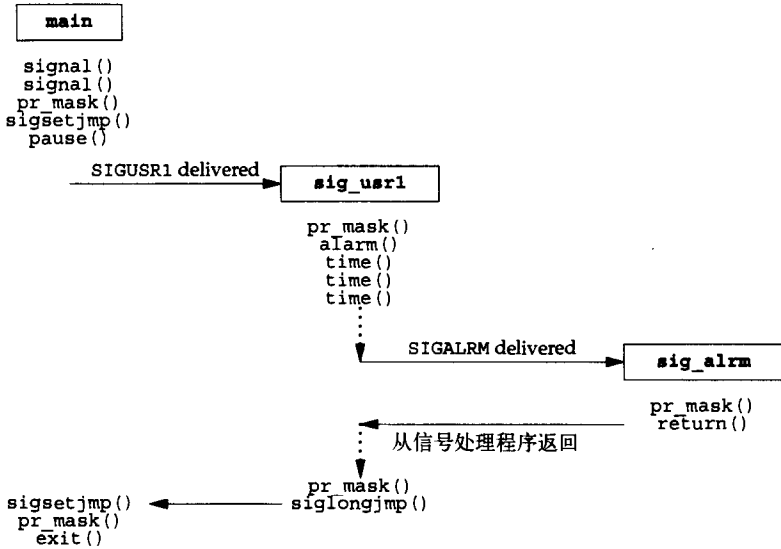 main
signal()
signal()
pr_mask()
sigsetjmp()
pause()
SIGUSR1 delivered
sig_usr1
pr_mask()
alarm()
time()
time()
time()
SIGALRM delivered
sig_alrm
pr_mask()
return()
从信号处理程序返回
pr_mask()
siglongjmp()
sigsetjmp()
pr_mask()
exit()